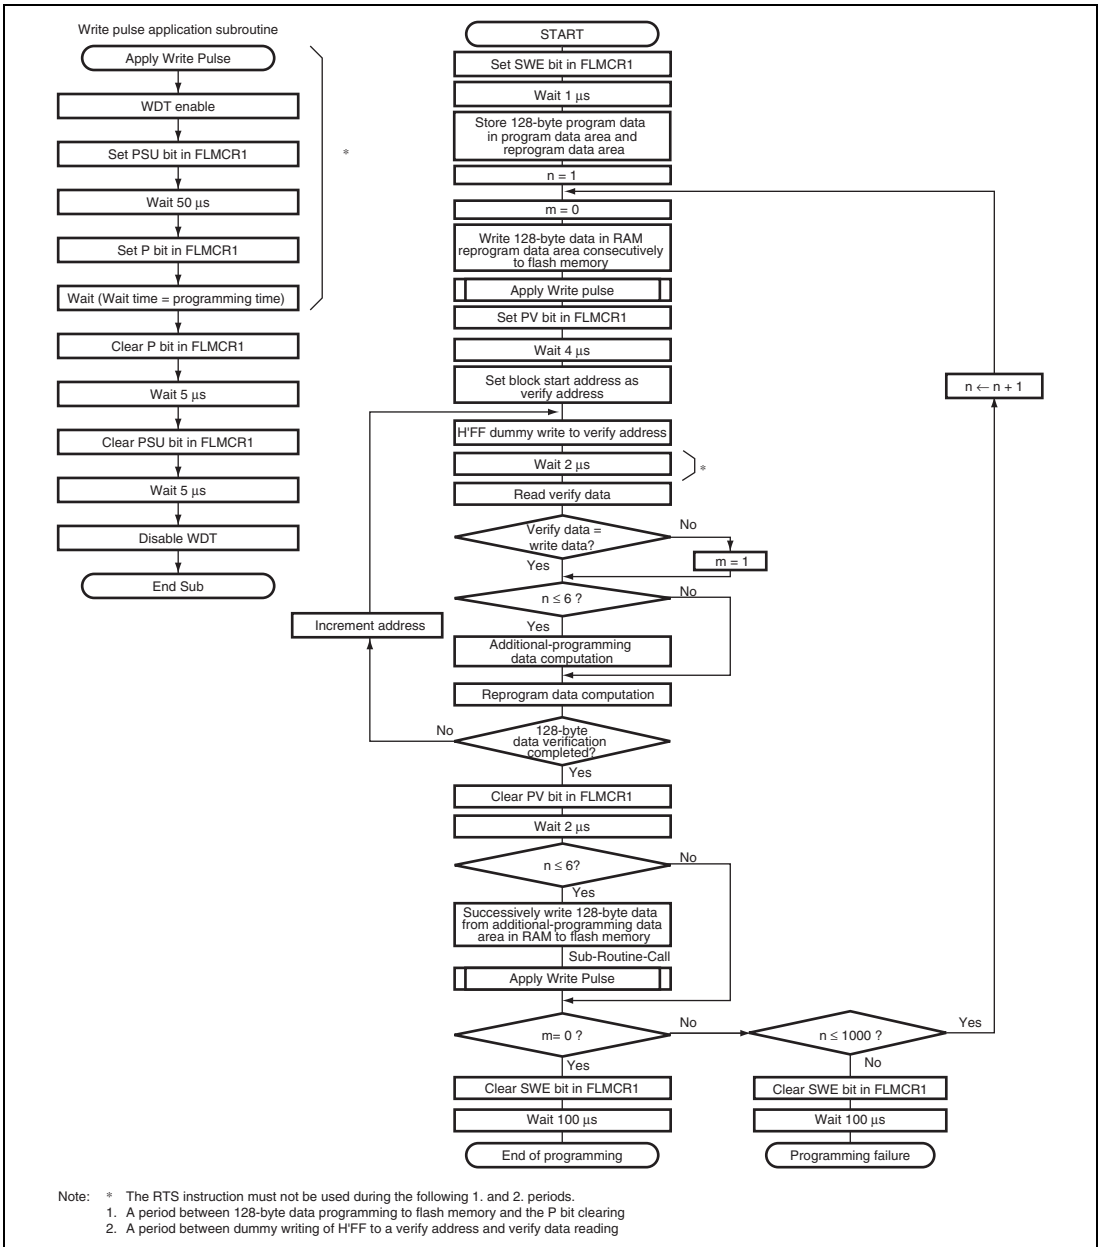 Write pulse application subroutine
Apply Write Pulse
WDT enable
Set PSU bit in FLMCR1
*
Wait 50 μs
Set P bit in FLMCR1
Wait (Wait time = programming time)
Clear P bit in FLMCR1
Wait 5 μs
Clear PSU bit in FLMCR1
Wait 5 μs
Disable WDT
End Sub
START
Set SWE bit in FLMCR1
Wait 1 μs
Store 128-byte program data
in program data area and
reprogram data area
n = 1
m = 0
Write 128-byte data in RAM
reprogram data area consecutively
to flash memory
Apply Write pulse
Set PV bit in FLMCR1
Wait 4 μs
Set block start address as
verify address
n ← n + 1
H'FF dummy write to verify address
Wait 2 μs
*
Read verify data
Verify data =
write data?
No
m = 1
Yes
n ≤ 6 ?
No
Yes
Increment address
Additional-programming
data computation
Reprogram data computation
No
128-byte
data verification
completed?
Yes
Clear PV bit in FLMCR1
Wait 2 μs
n ≤ 6?
No
Yes
Successively write 128-byte data
from additional-programming data
area in RAM to flash memory
Sub-Routine-Call
Apply Write Pulse
m= 0 ?
No
n ≤ 1000 ?
Yes
Yes
No
Clear SWE bit in FLMCR1
Clear SWE bit in FLMCR1
Wait 100 μs
Wait 100 μs
End of programming
Programming failure
Note: * The RTS instruction must not be used during the following 1. and 2. periods.
1. A period between 128-byte data programming to flash memory and the P bit clearing
2. A period between dummy writing of H'FF to a verify address and verify data reading